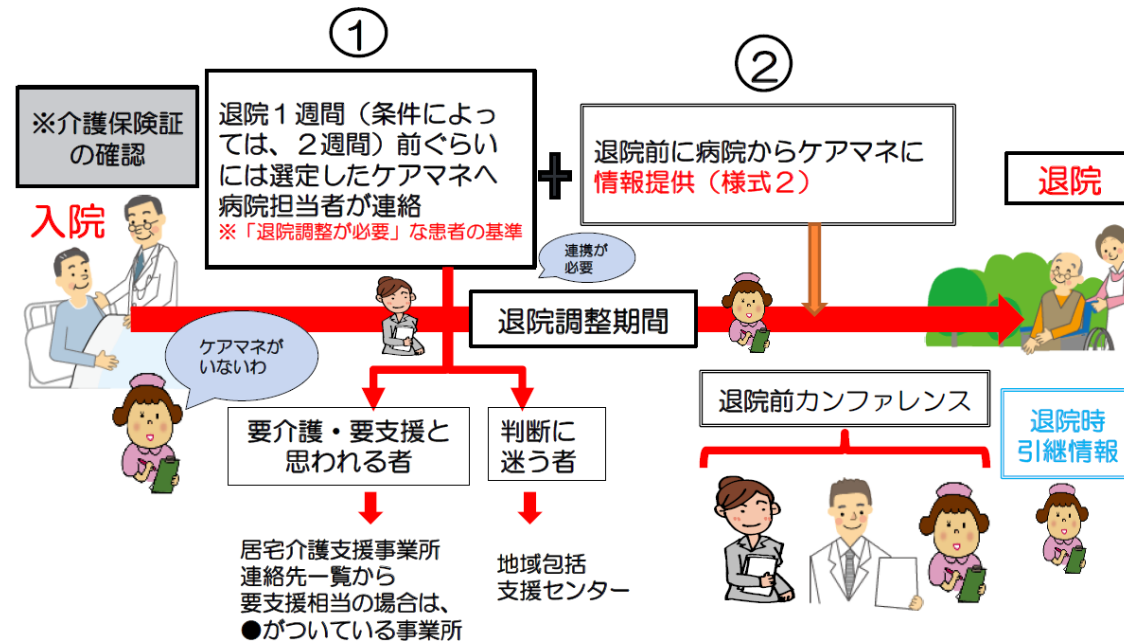 ①
②
※介護保険証
の確認
退院１週間（条件によっ
ては、２週間）前ぐらい
には選定したケアマネへ
病院担当者が連絡
※「退院調整が必要」な患者の基準
＋
退院前に病院からケアマネに
情報提供（様式２）
退院
入院
連携が
必要
退院調整期間
ケアマネが
いないわ
要介護・要支援と
思われる者
判断に
迷う者
退院前カンファレンス
退院時
引継情報
居宅介護支援事業所
連絡先一覧から
要支援相当の場合は、
●がついている事業所
地域包括
支援センター